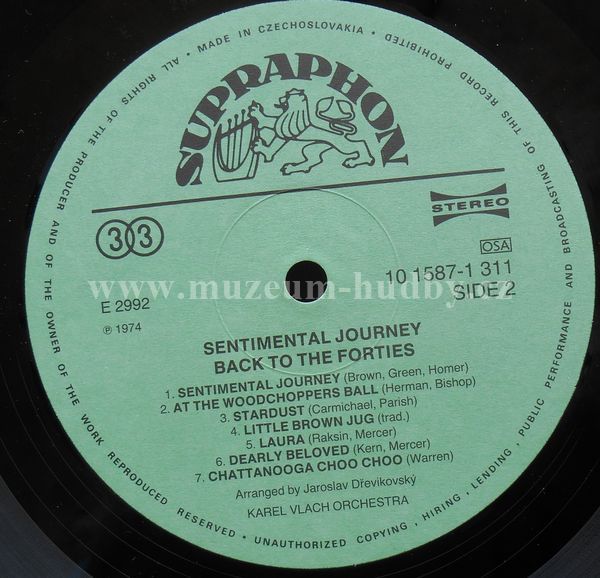 ALL RIGHTS OF THE PRODUCER AND OF THE OWNER OF THE WORK REPRODUCED RESERVED • UNAUTHORIZED COPYING, HIRING, LENDING, PUBLIC PERFORMANCE AND BROADCASTING OF THIS RECORD PROHIBITED • MADE IN CZECHOSLOVAKIA •
SUPRAPHON
33
STEREO
OSA
10 1587-1 311
SIDE 2
www.muzeum-hudby.cz
E 2992
℗ 1974
SENTIMENTAL JOURNEY
BACK TO THE FORTIES
1. SENTIMENTAL JOURNEY (Brown, Green, Homer)
2. AT THE WOODCHOPPERS BALL (Herman, Bishop)
3. STARDUST (Carmichael, Parish)
4. LITTLE BROWN JUG (trad.)
5. LAURA (Raksin, Mercer)
6. DEARLY BELOVED (Kern, Mercer)
7. CHATTANOOGA CHOO CHOO (Warren)
Arranged by Jaroslav Dřevikovský
KAREL VLACH ORCHESTRA